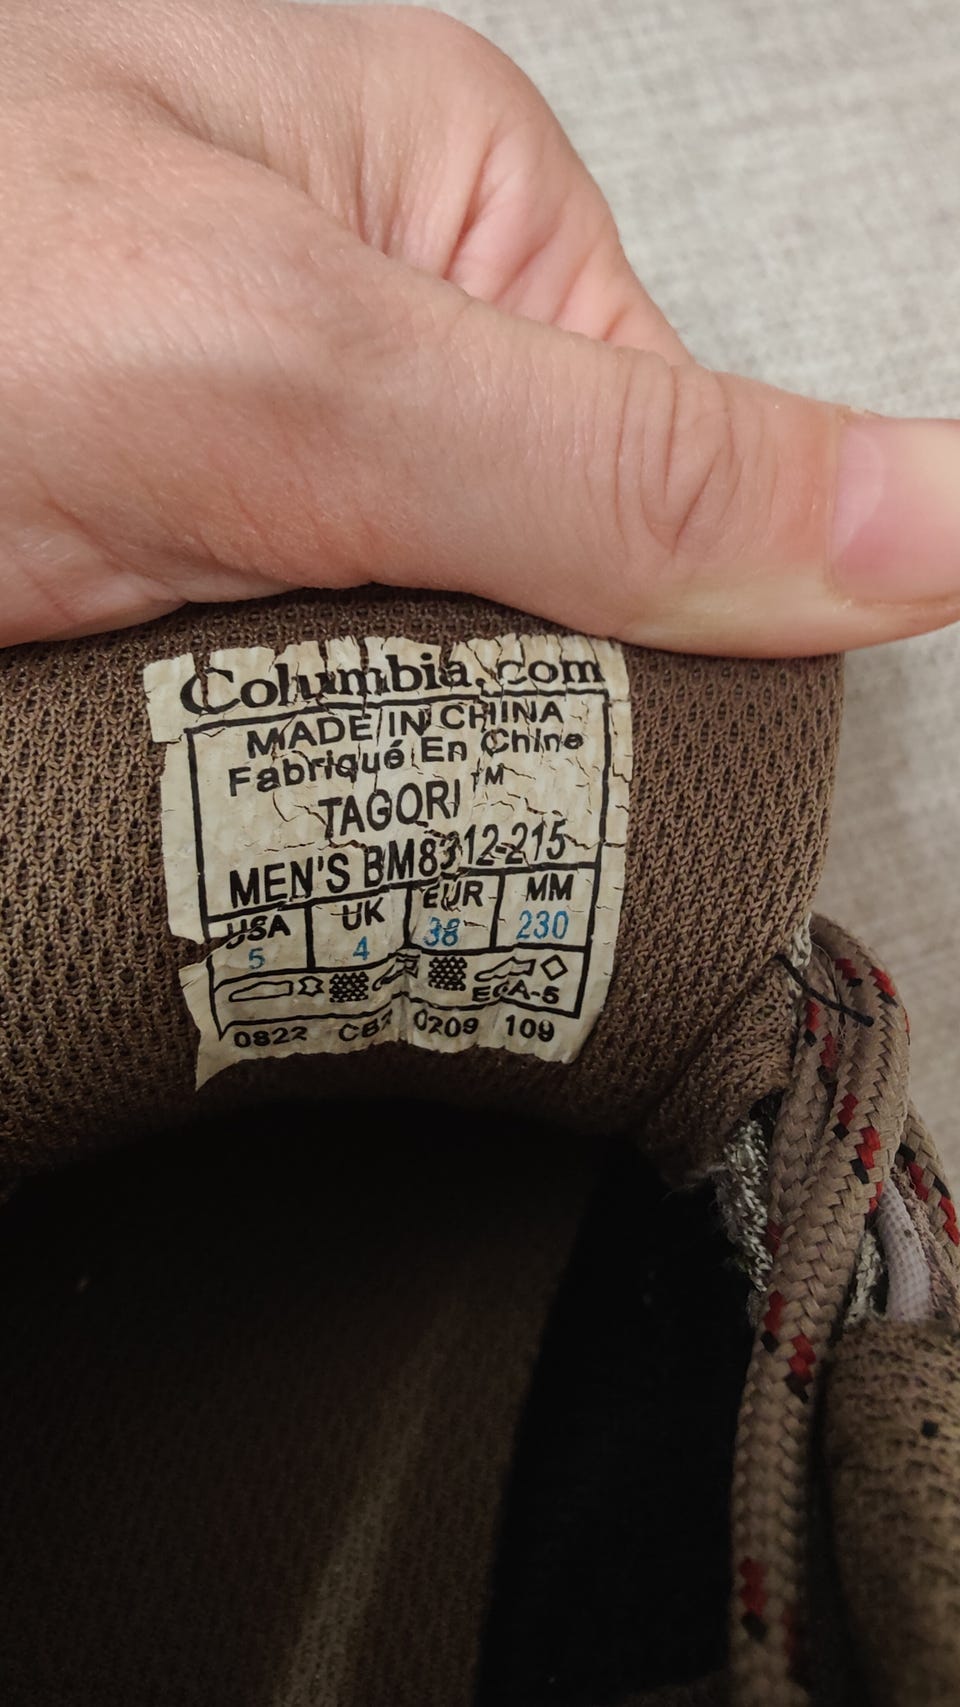 Columbia.com
MADE IN CHINA
Fabriqué En Chine
TAGORI™
MEN'S BM8312-215
USA UK EUR MM
5 4 38 230
EGA-5
0822 0209 109